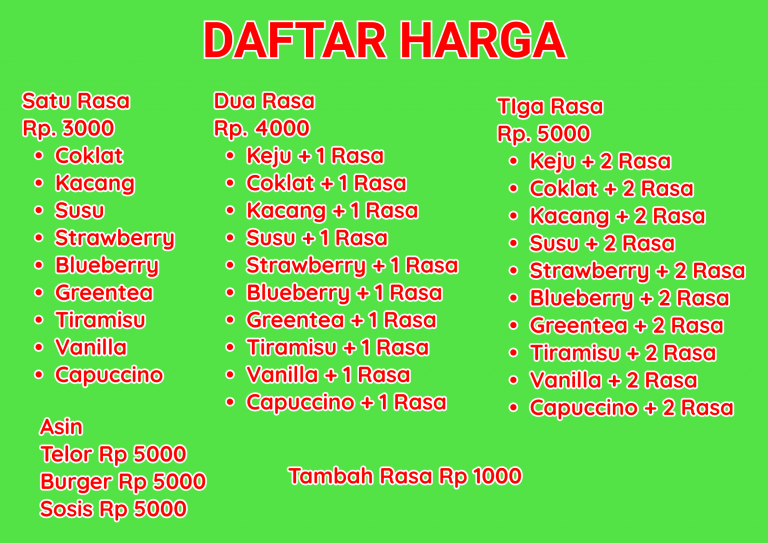 DAFTAR HARGA
Satu Rasa
Rp. 3000
• Coklat
• Kacang
• Susu
• Strawberry
• Blueberry
• Greentea
• Tiramisu
• Vanilla
• Capuccino
Asin
Telor Rp 5000
Burger Rp 5000
Sosis Rp 5000
Dua Rasa
Rp. 4000
• Keju + 1 Rasa
• Coklat + 1 Rasa
• Kacang + 1 Rasa
• Susu + 1 Rasa
• Strawberry + 1 Rasa
• Blueberry + 1 Rasa
• Greentea + 1 Rasa
• Tiramisu + 1 Rasa
• Vanilla + 1 Rasa
• Capuccino + 1 Rasa
TIga Rasa
Rp. 5000
• Keju + 2 Rasa
• Coklat + 2 Rasa
• Kacang + 2 Rasa
• Susu + 2 Rasa
• Strawberry + 2 Rasa
• Blueberry + 2 Rasa
• Greentea + 2 Rasa
• Tiramisu + 2 Rasa
• Vanilla + 2 Rasa
• Capuccino + 2 Rasa
Tambah Rasa Rp 1000